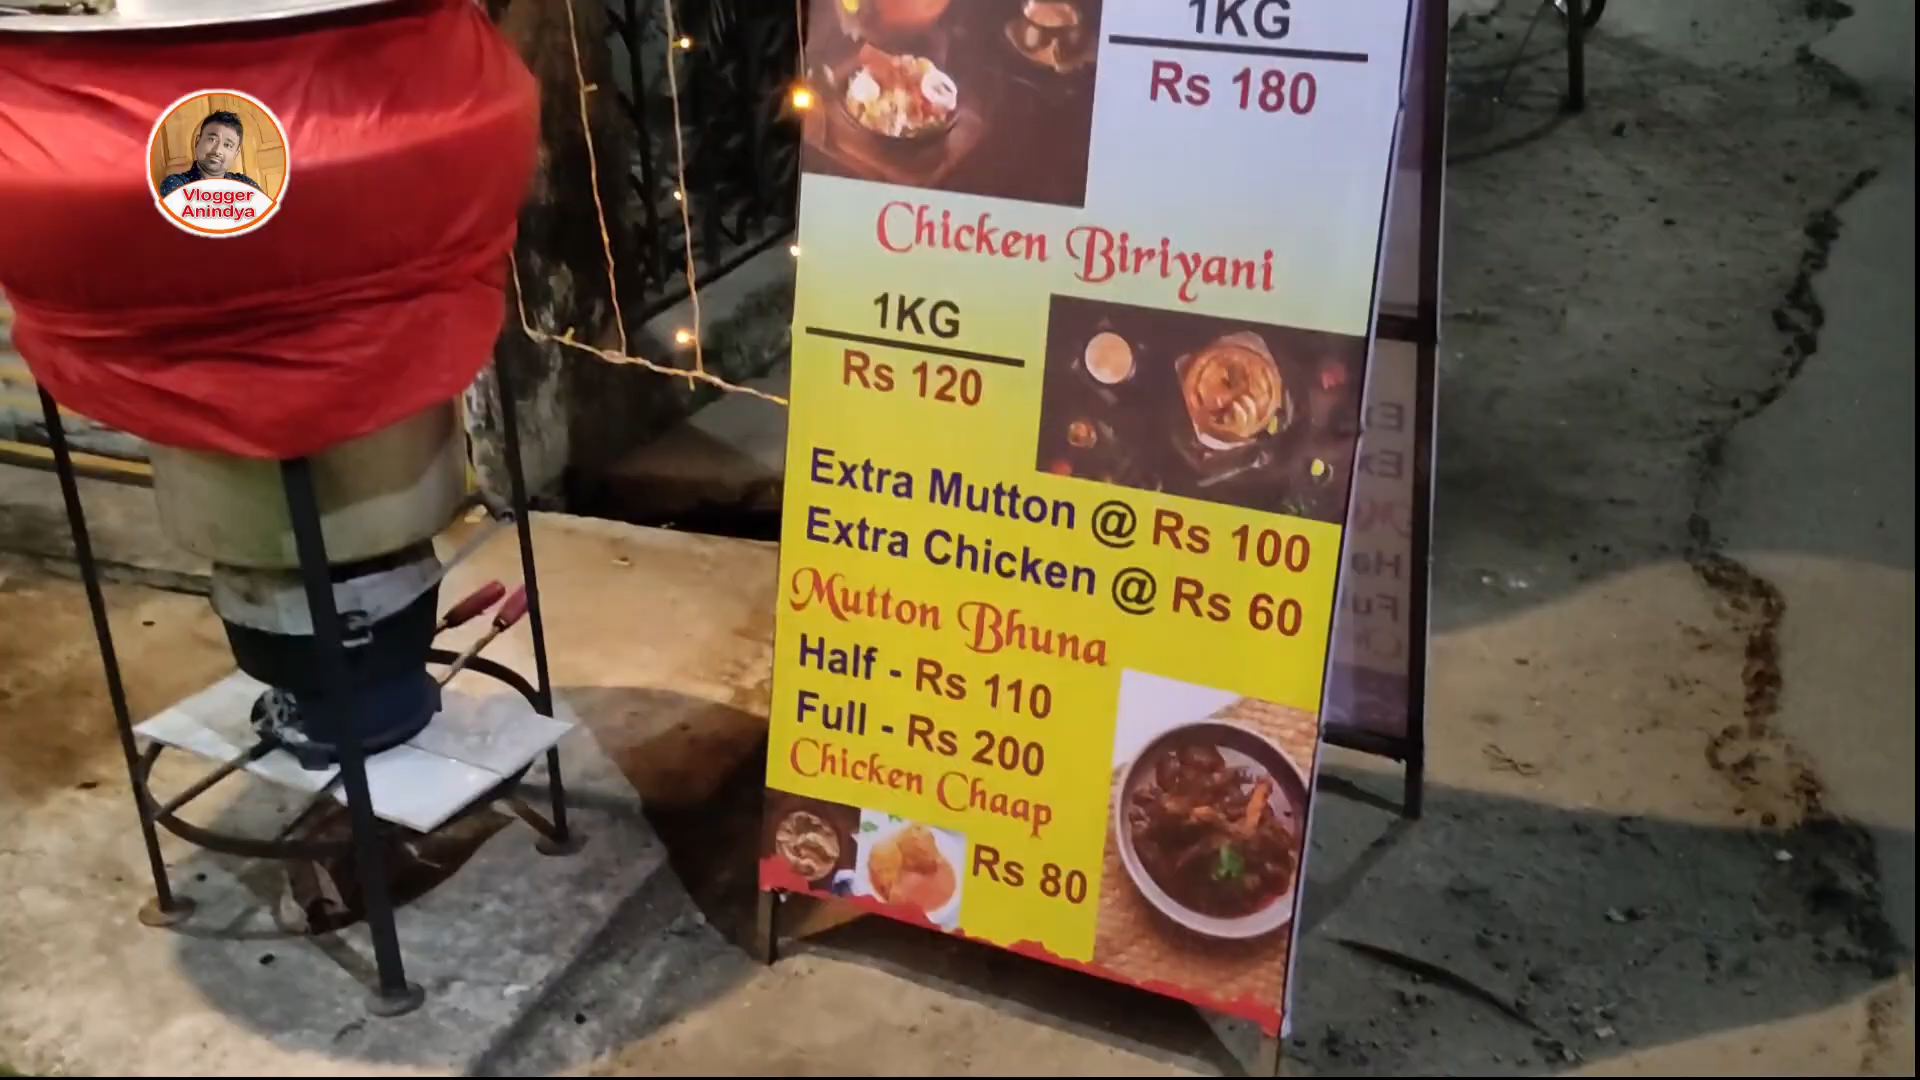 Vlogger
Anindya
1KG
Rs 180
Chicken Biriyani
1KG
Rs 120
Extra Mutton @ Rs 100
Extra Chicken @ Rs 60
Mutton Bhuna
Half - Rs 110
Full - Rs 200
Chicken Chaap
Rs 80